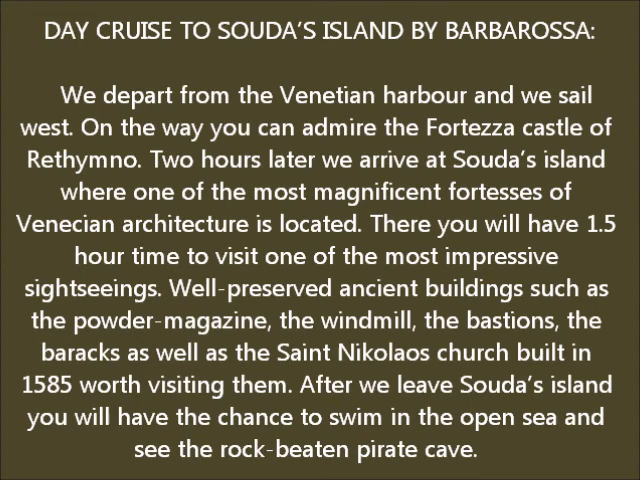 DAY CRUISE TO SOUDA'S ISLAND BY BARBAROSSA:
We depart from the Venetian harbour and we sail
west. On the way you can admire the Fortezza castle of
Rethymno. Two hours later we arrive at Souda's island
where one of the most magnificent fortesses of
Venecian architecture is located. There you will have 1.5
hour time to visit one of the most impressive
sightseeings. Well-preserved ancient buildings such as
the powder-magazine, the windmill, the bastions, the
baracks as well as the Saint Nikolaos church built in
1585 worth visiting them. After we leave Souda's island
you will have the chance to swim in the open sea and
see the rock-beaten pirate cave.